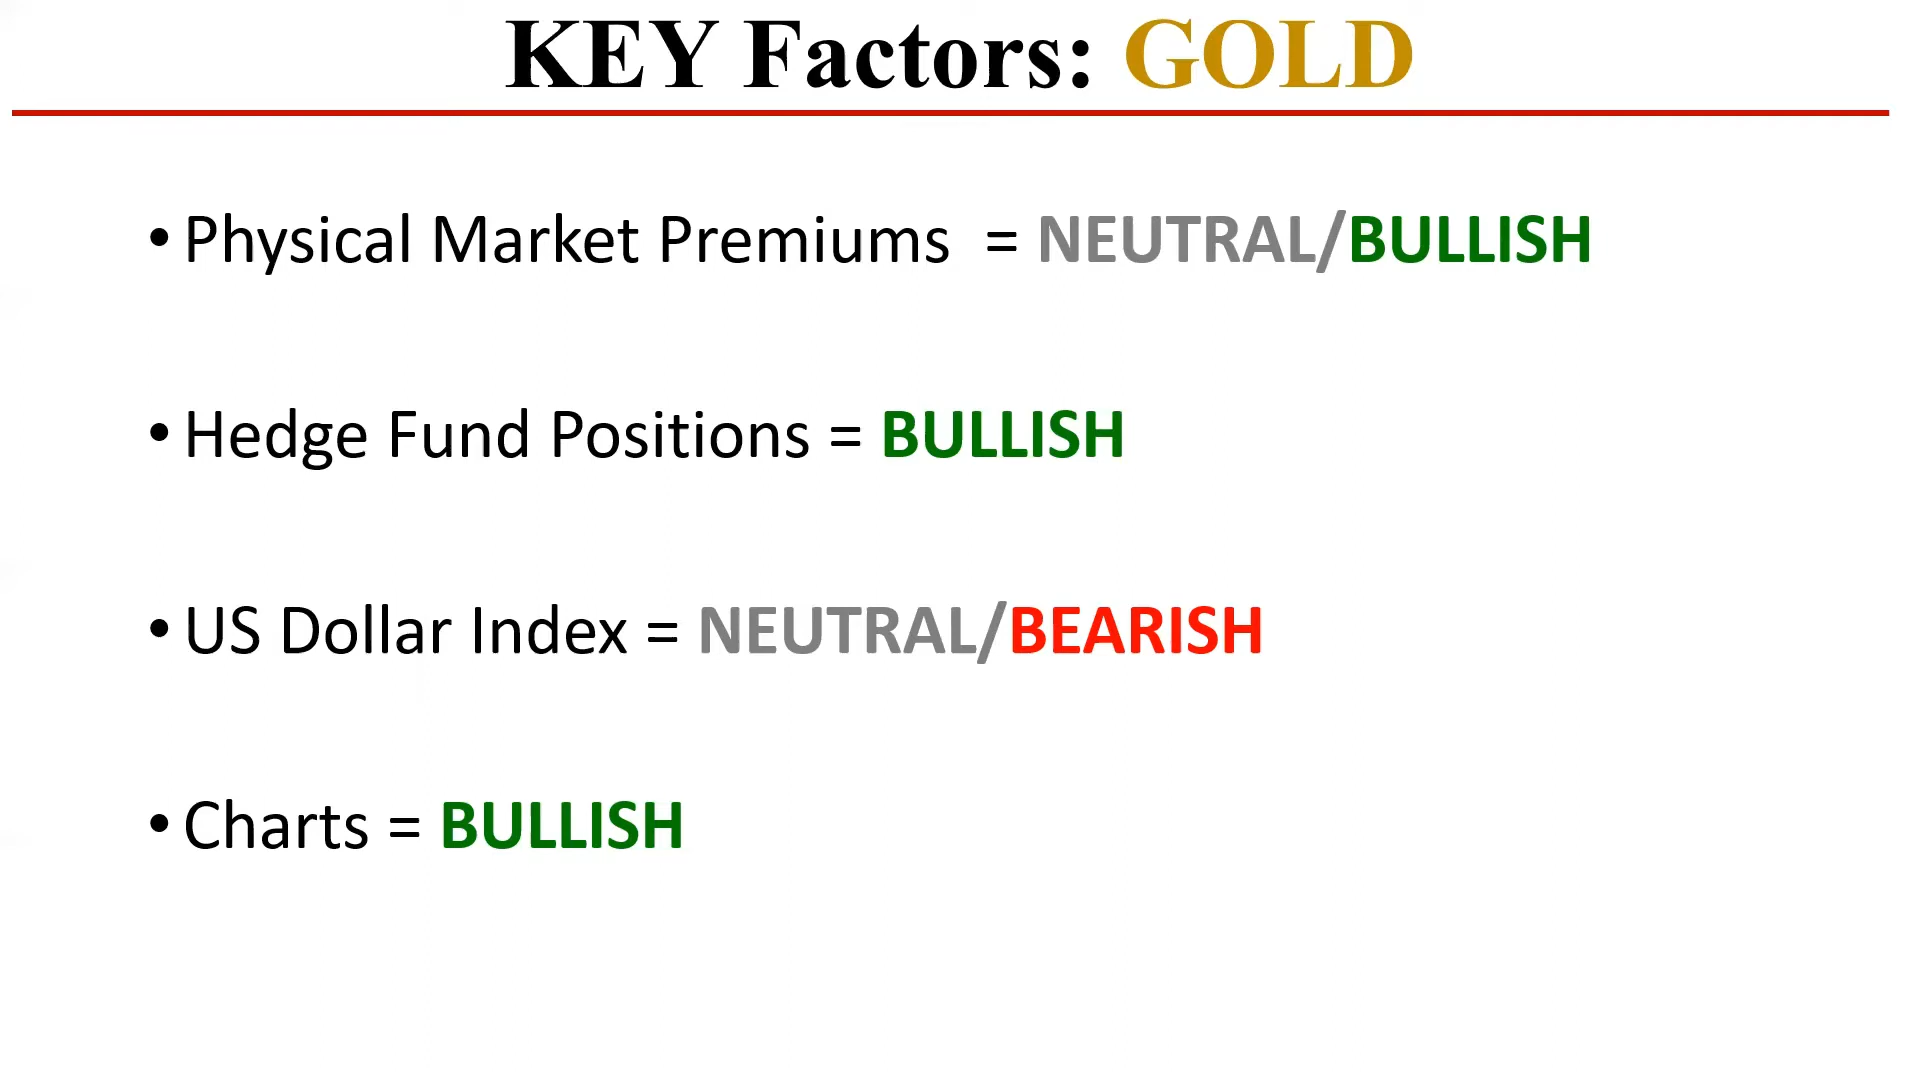 KEY Factors: GOLD
• Physical Market Premiums = NEUTRAL/BULLISH
• Hedge Fund Positions = BULLISH
• US Dollar Index = NEUTRAL/BEARISH
• Charts = BULLISH